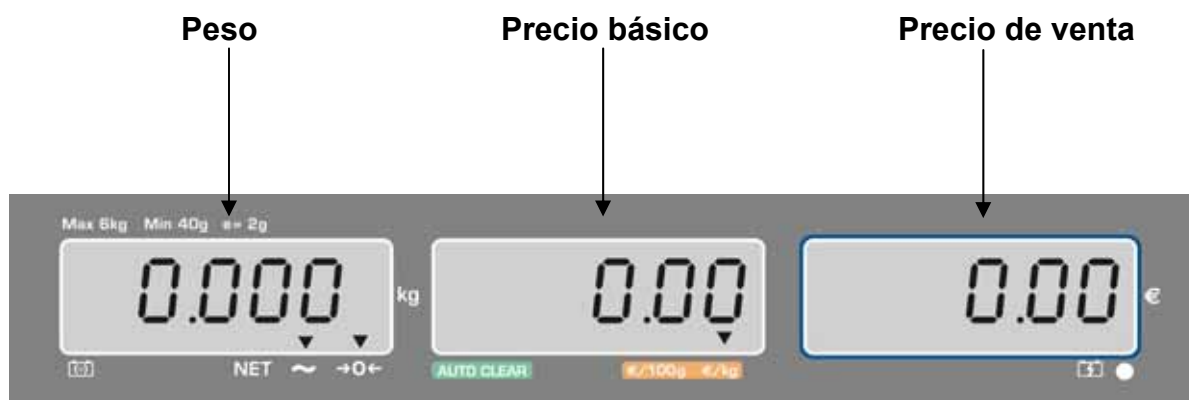 Peso Precio básico Precio de venta
Max 6kg Min 40g e= 2g
0.000 kg 0.00 0.00 €
NET ~ →0← AUTO CLEAR €/100g €/kg